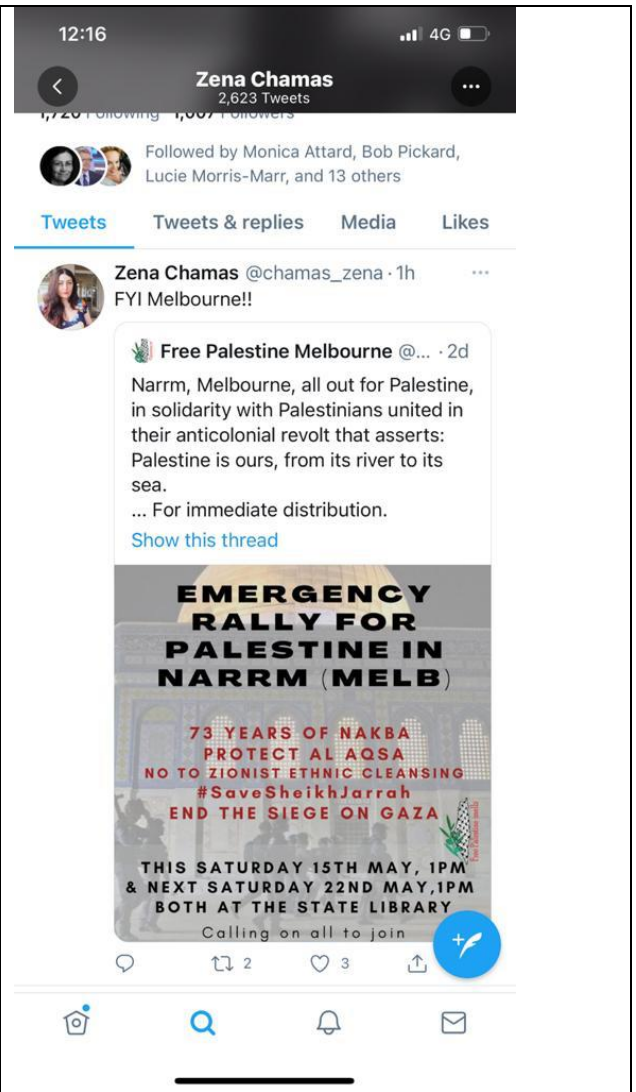 12:16
4G
Zena Chamas
2,623 Tweets
1,720 Following 1,007 Followers
Followed by Monica Attard, Bob Pickard,
Lucie Morris-Marr, and 13 others
Tweets Tweets & replies Media Likes
Zena Chamas @chamas_zena · 1h
FYI Melbourne!!
Free Palestine Melbourne @... · 2d
Narrm, Melbourne, all out for Palestine,
in solidarity with Palestinians united in
their anticolonial revolt that asserts:
Palestine is ours, from its river to its
sea.
... For immediate distribution.
Show this thread
EMERGENCY
RALLY FOR
PALESTINE IN
NARRM (MELB)
73 YEARS OF NAKBA
PROTECT AL AQSA
NO TO ZIONIST ETHNIC CLEANSING
#SaveSheikhJarrah
END THE SIEGE ON GAZA
THIS SATURDAY 15TH MAY, 1PM
& NEXT SATURDAY 22ND MAY,1PM
BOTH AT THE STATE LIBRARY
Calling on all to join
2 3